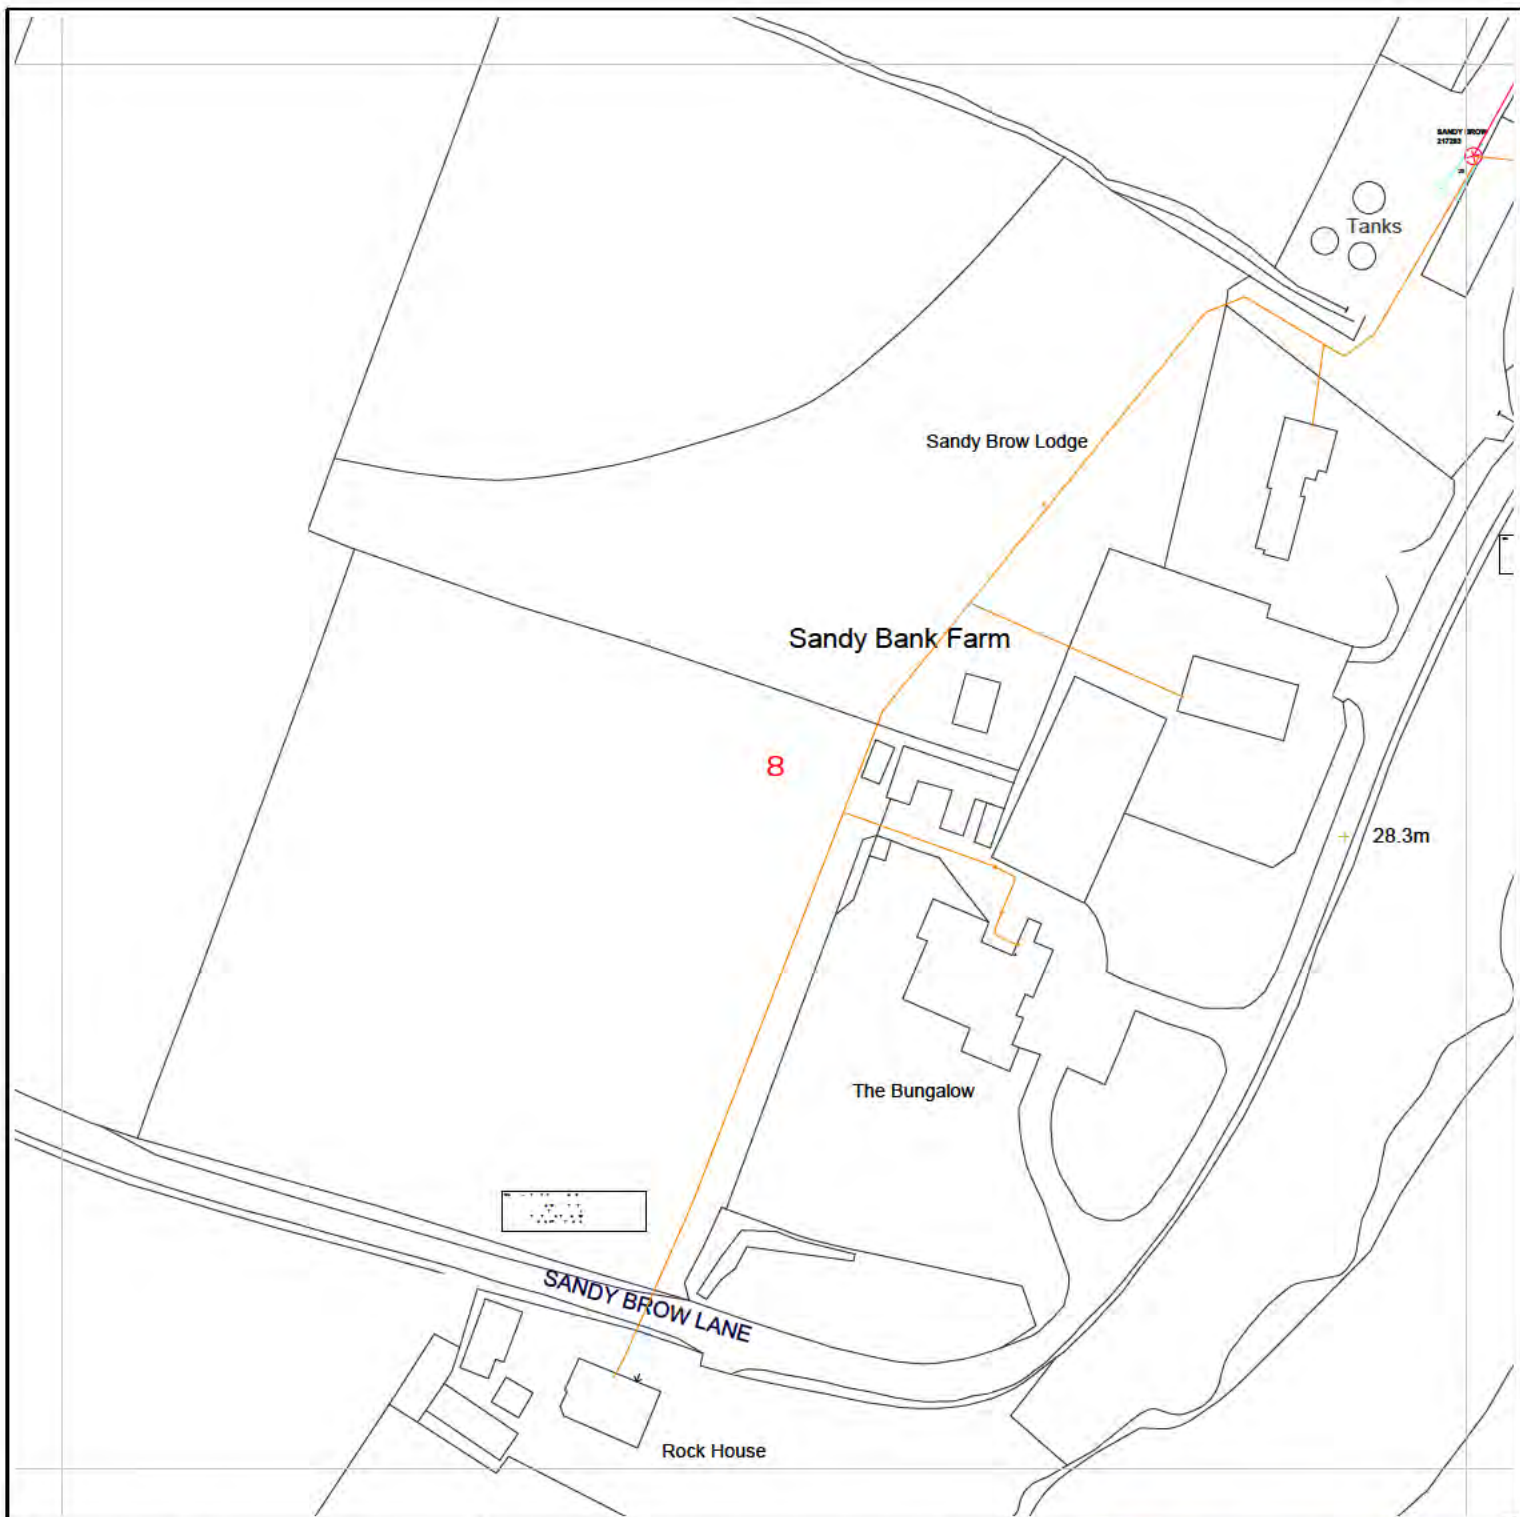 SANDY BROW
217293
Tanks
Sandy Brow Lodge
Sandy Bank Farm
8
28.3m
The Bungalow
SANDY BROW LANE
Rock House